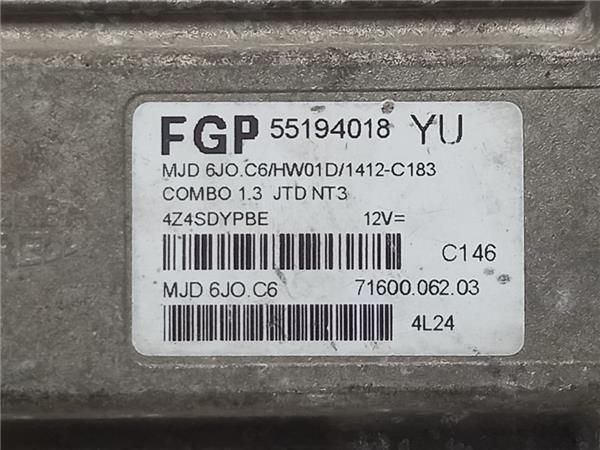 FGP 55194018 YU
MJD 6JO.C6/HW01D/1412-C183
COMBO 1.3 JTD NT3
4Z4SDYPBE 12V=
C146
MJD 6JO.C6 71600.062.03
4L24